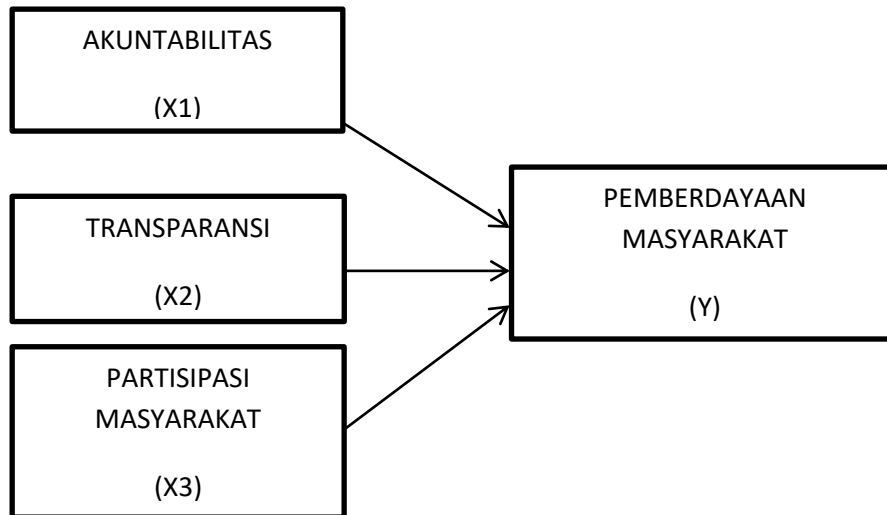 AKUNTABILITAS
(X1)
TRANSPARANSI
(X2)
PARTISIPASI
MASYARAKAT
(X3)
PEMBERDAYAAN
MASYARAKAT
(Y)